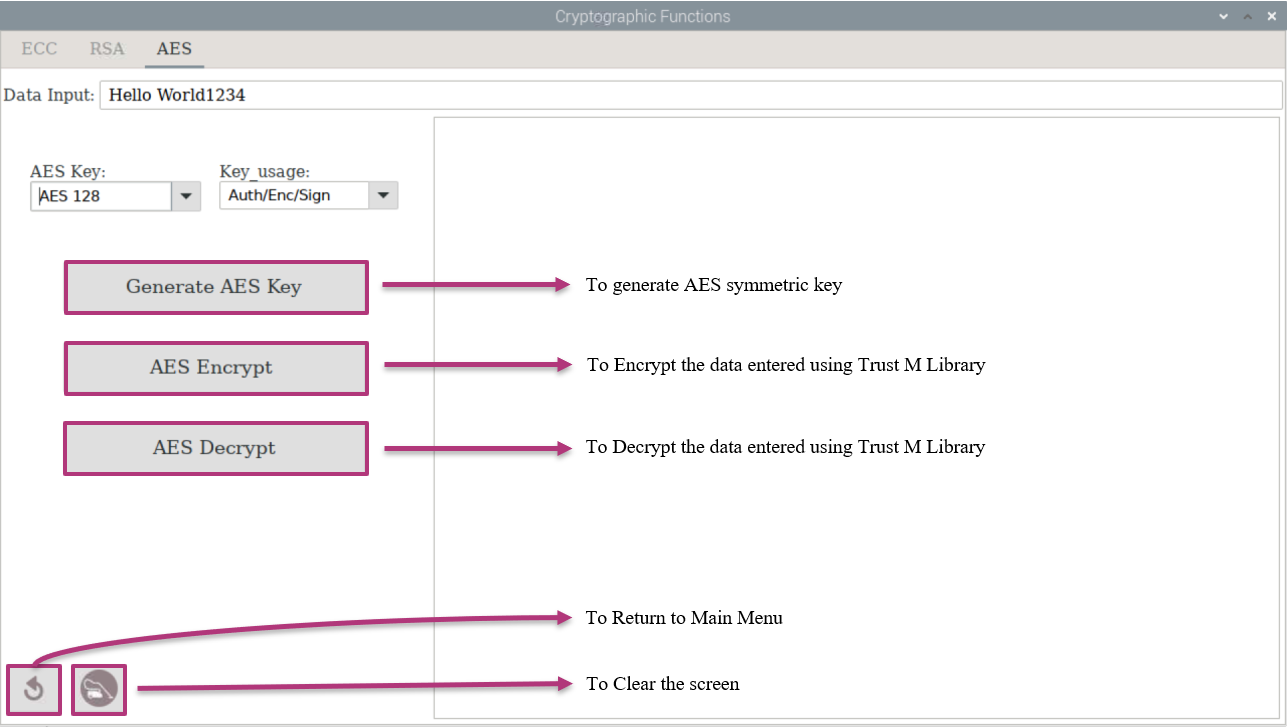 Cryptographic Functions
ECC RSA AES
Data Input: Hello World1234
AES Key: Key_usage:
AES 128 Auth/Enc/Sign
Generate AES Key To generate AES symmetric key
AES Encrypt To Encrypt the data entered using Trust M Library
AES Decrypt To Decrypt the data entered using Trust M Library
To Return to Main Menu
To Clear the screen